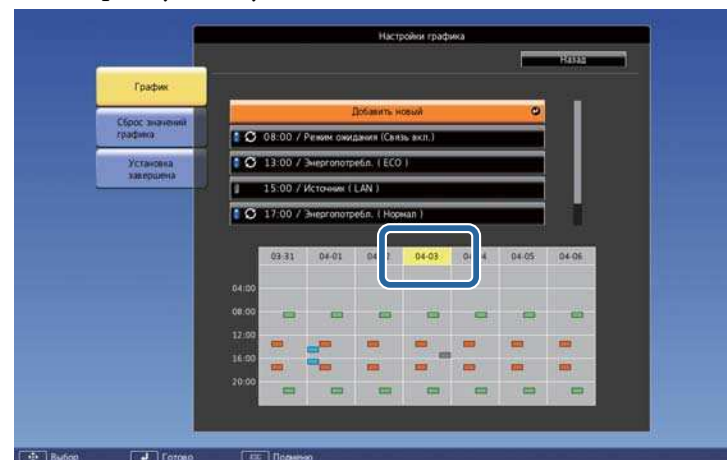 Настройки графика
Назад
График
Сброс значений
графика
Установка
завершена
Добавить новый
08:00 / Режим ожидания (Связь вкл.)
13:00 / Энергопотребл. ( ECO )
15:00 / Источник ( LAN )
17:00 / Энергопотребл. ( Нормал )
03-31 04-01 04-03 04-05 04-06
04:00
08:00
12:00
16:00
20:00
Выбор Готово Подменю